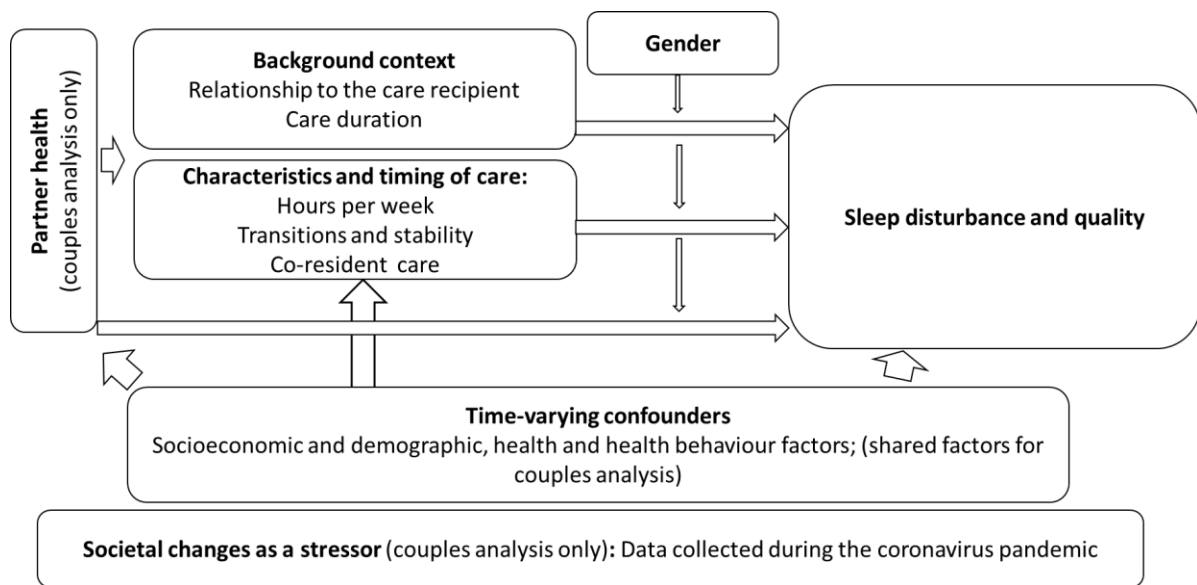 Partner health
(couples analysis only)
Background context
Relationship to the care recipient
Care duration
Gender
Characteristics and timing of care:
Hours per week
Transitions and stability
Co-resident care
Sleep disturbance and quality
Time-varying confounders
Socioeconomic and demographic, health and health behaviour factors; (shared factors for
couples analysis)
Societal changes as a stressor (couples analysis only): Data collected during the coronavirus pandemic